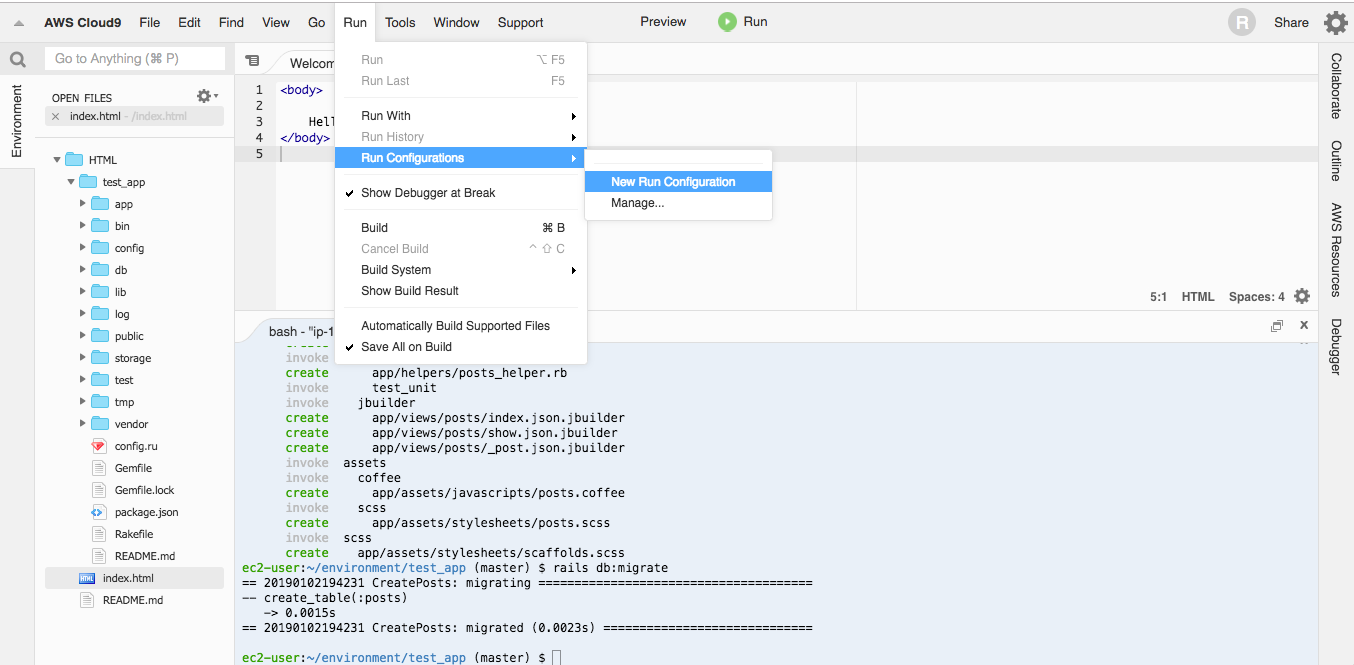 AWS Cloud9 File Edit Find View Go Run Tools Window Support Preview Run R Share
Go to Anything (⌘ P)
Welcom
Environment
OPEN FILES
index.html - /index.html
HTML
test_app
app
bin
config
db
lib
log
public
storage
test
tmp
vendor
config.ru
Gemfile
Gemfile.lock
package.json
Rakefile
README.md
HTML index.html
README.md
1 <body>
2
3 Hell
4 </body>
5
Run ⌥ F5
Run Last F5
Run With
Run History
Run Configurations
Show Debugger at Break
Build ⌘ B
Cancel Build ^ ⇧ C
Build System
Show Build Result
Automatically Build Supported Files
Save All on Build
New Run Configuration
Manage...
5:1 HTML Spaces: 4
Collaborate
Outline
AWS Resources
Debugger
bash - "ip-1
invoke
create app/helpers/posts_helper.rb
invoke test_unit
invoke jbuilder
create app/views/posts/index.json.jbuilder
create app/views/posts/show.json.jbuilder
create app/views/posts/_post.json.jbuilder
invoke assets
invoke coffee
create app/assets/javascripts/posts.coffee
invoke scss
create app/assets/stylesheets/posts.scss
invoke scss
create app/assets/stylesheets/scaffolds.scss
ec2-user:~/environment/test_app (master) $ rails db:migrate
== 20190102194231 CreatePosts: migrating ======================================
-- create_table(:posts)
-> 0.0015s
== 20190102194231 CreatePosts: migrated (0.0023s) =============================
ec2-user:~/environment/test_app (master) $